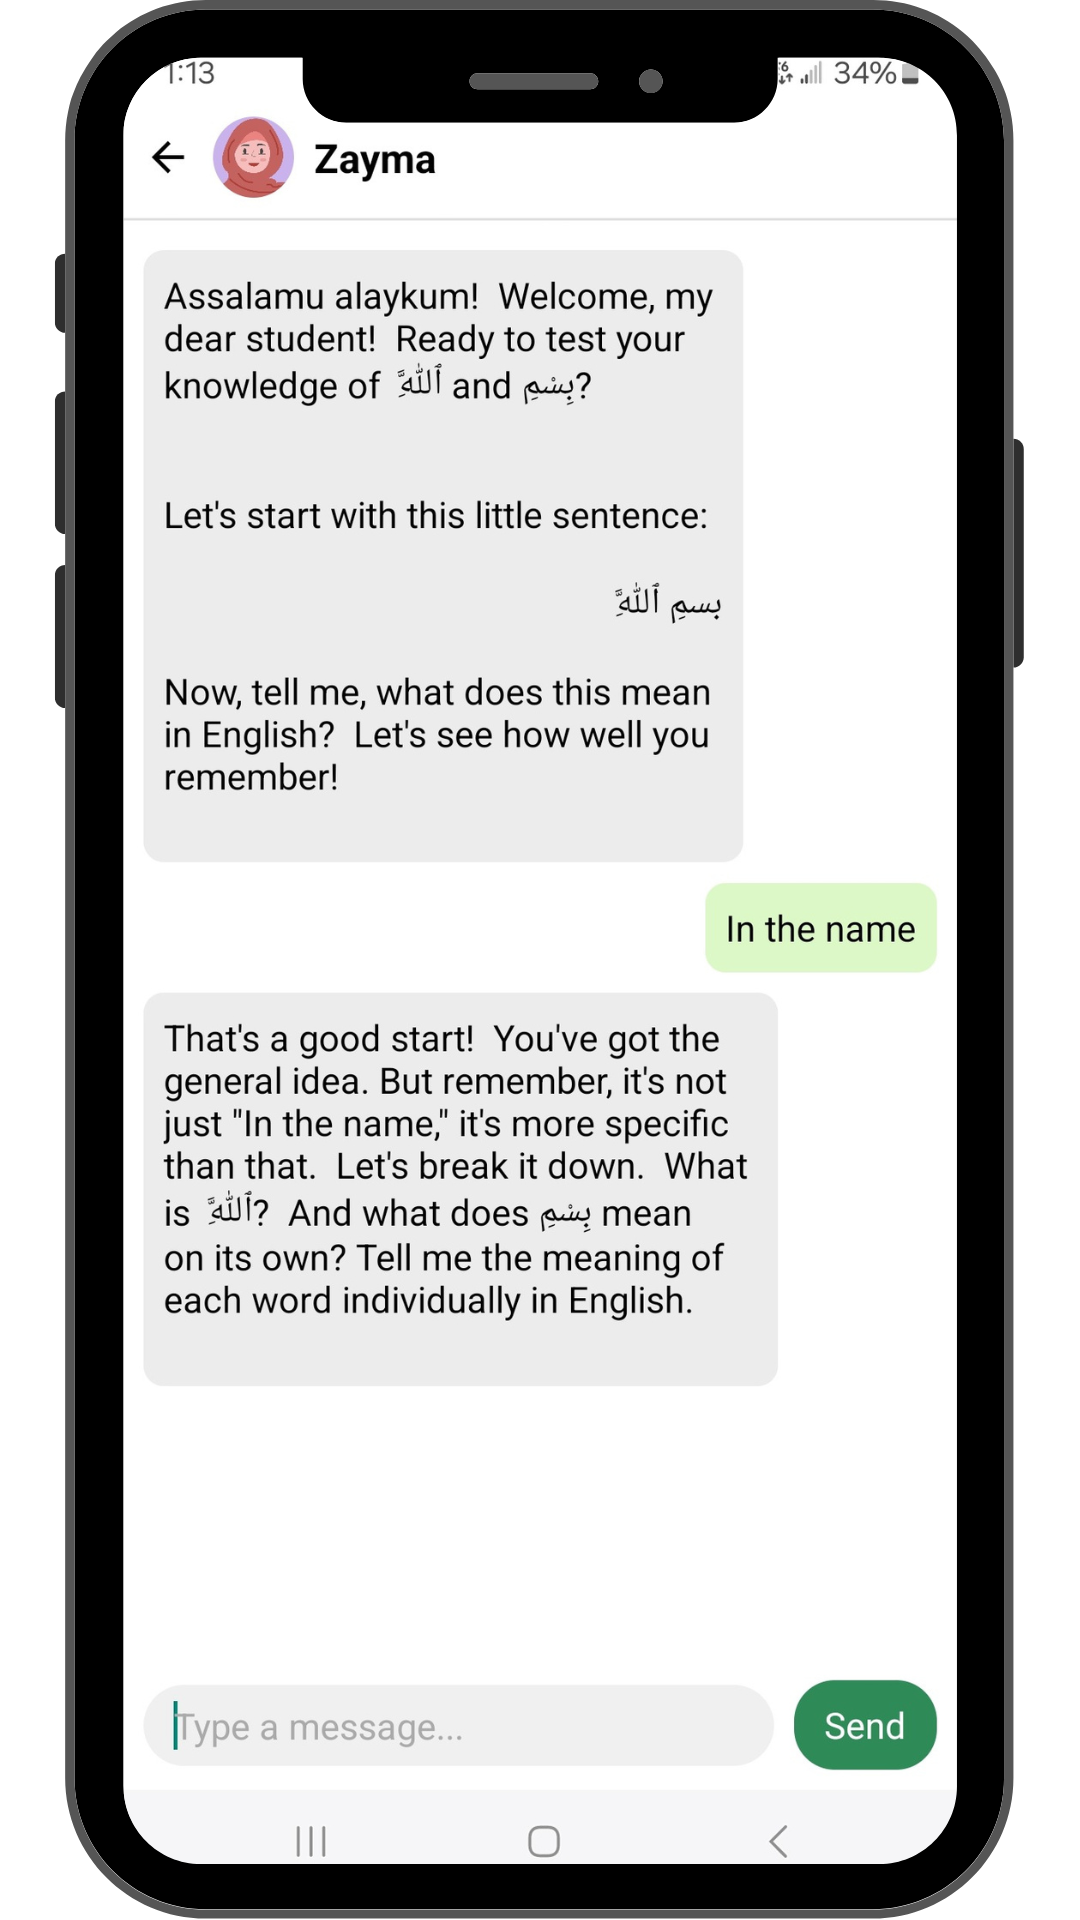 1:13
34%
Zayma
Assalamu alaykum!  Welcome, my
dear student!  Ready to test your
knowledge of ٱللَّهِ and بِسْمِ?
Let's start with this little sentence:
بسمِ ٱللَّهِ
Now, tell me, what does this mean
in English?  Let's see how well you
remember!
In the name
That's a good start!  You've got the
general idea. But remember, it's not
just "In the name," it's more specific
than that.  Let's break it down.  What
is ٱللَّهِ?  And what does بِسْمِ mean
on its own? Tell me the meaning of
each word individually in English.
Type a message...
Send